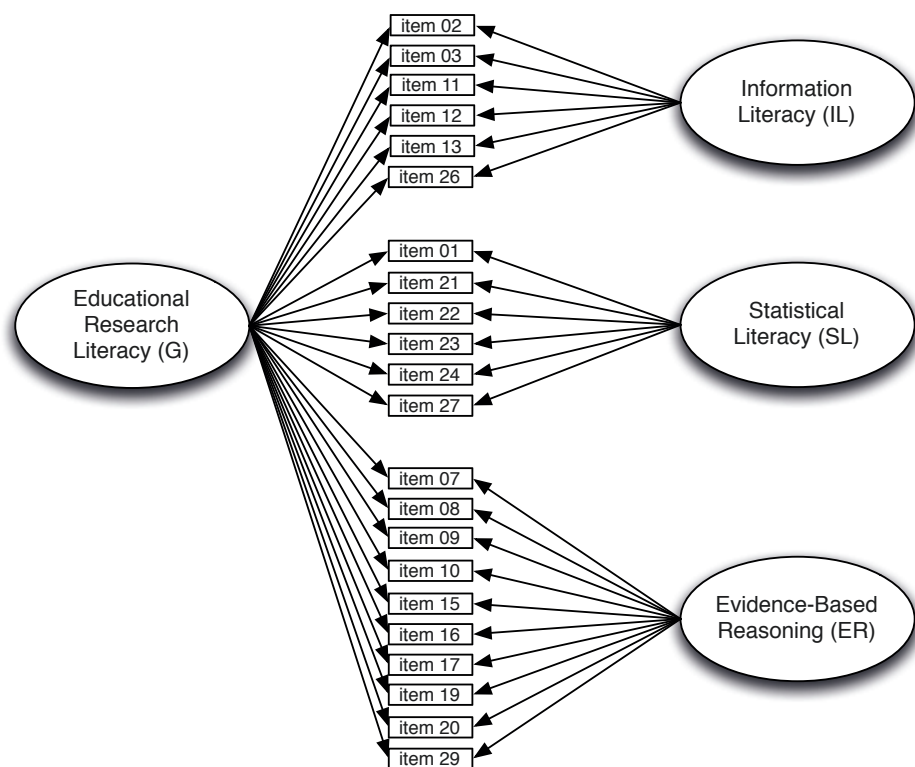 item 02
item 03
item 11
item 12
item 13
item 26
Information
Literacy (IL)
Educational
Research
Literacy (G)
item 01
item 21
item 22
item 23
item 24
item 27
Statistical
Literacy (SL)
item 07
item 08
item 09
item 10
item 15
item 16
item 17
item 19
item 20
item 29
Evidence-Based
Reasoning (ER)